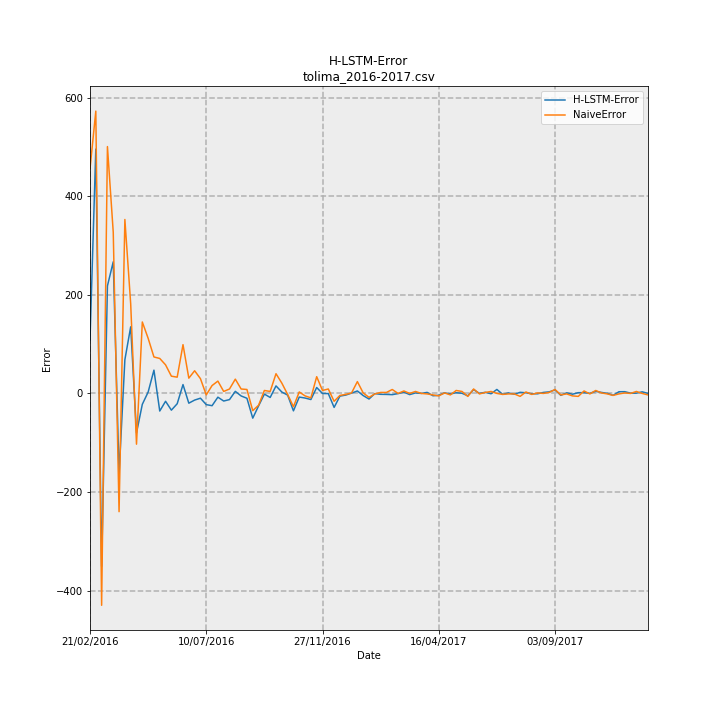 H-LSTM-Error
tolima_2016-2017.csv
H-LSTM-Error
NaiveError
600
400
200
0
−200
−400
Error
21/02/2016
10/07/2016
27/11/2016
16/04/2017
03/09/2017
Date